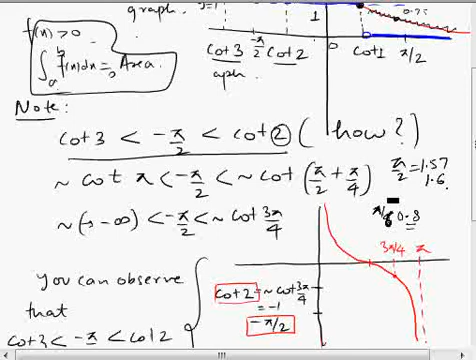 graph.
f(x) > 0
∫ₐᵇ f(x)dx = Area.
1
0.75
cot 3 -π/2 cot 2 0 cot 1 π/2
aph.
Note:
cot 3 < -π/2 < cot 2 ( how? )
~ cot π < -π/2 < ~ cot (π/2 + π/4)
π/2 = 1.57
1.6
~ (→ -∞) < -π/2 < ~ cot 3π/4
0.8
3π/4 π
You can observe
that
cot 3 < -π/2 < cot 2
cot 2 = ~ cot 3π/4
= -1
-π/2